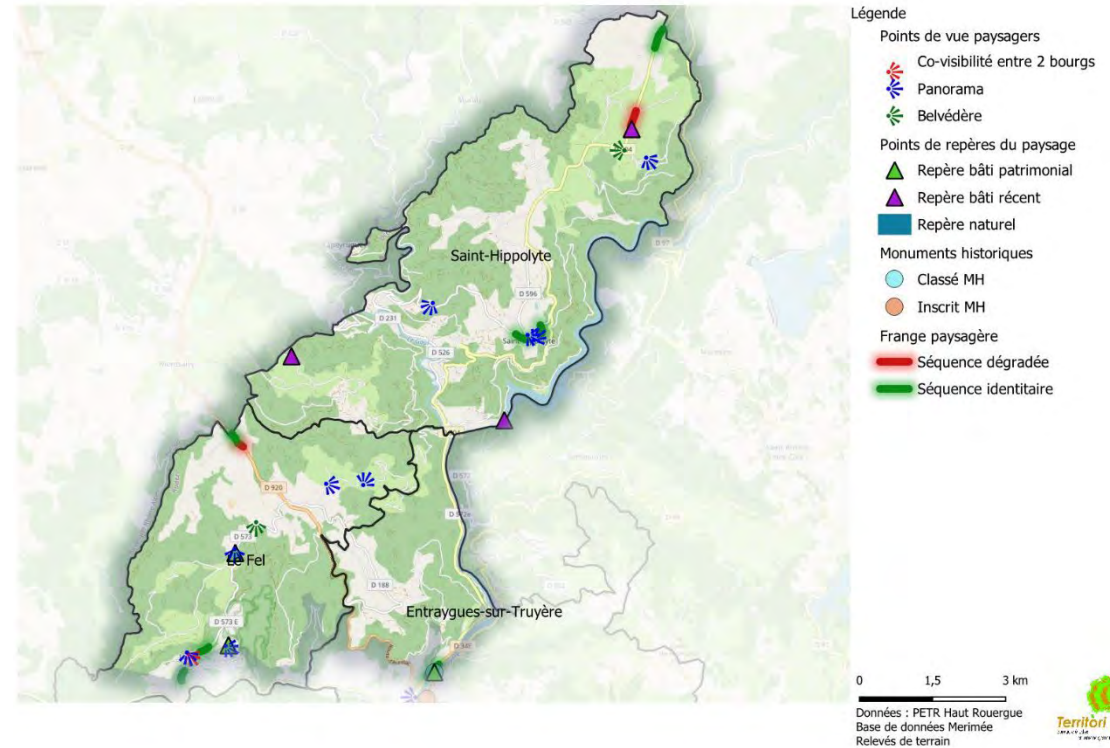 Légende
Points de vue paysagers
Co-visibilité entre 2 bourgs
Panorama
Belvédère
Points de repères du paysage
Repère bâti patrimonial
Repère bâti récent
Repère naturel
Monuments historiques
Classé MH
Inscrit MH
Frange paysagère
Séquence dégradée
Séquence identitaire
Saint-Hippolyte
D 97
D 596
D 231
D 526
D 972
D 920
D 573
Le Fel
D 188
Entraygues-sur-Truyère
D 573 E
0 1,5 3 km
Données : PETR Haut Rouergue
Base de données Merimée
Relevés de terrain
Territori